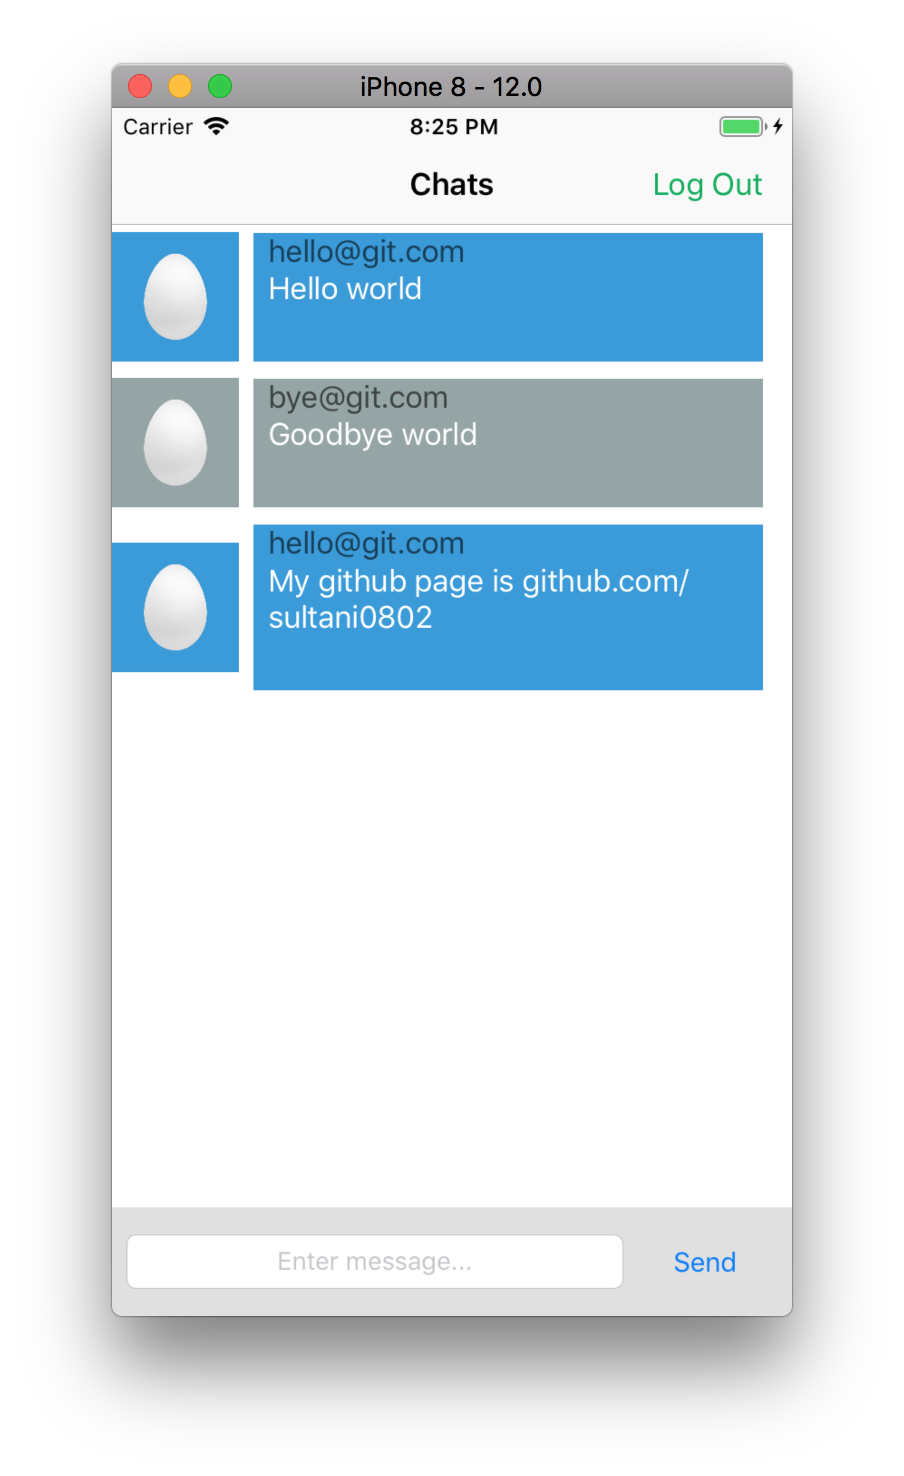 iPhone 8 - 12.0
Carrier 8:25 PM
Chats Log Out
hello@git.com
Hello world
bye@git.com
Goodbye world
hello@git.com
My github page is github.com/
sultani0802
Enter message... Send